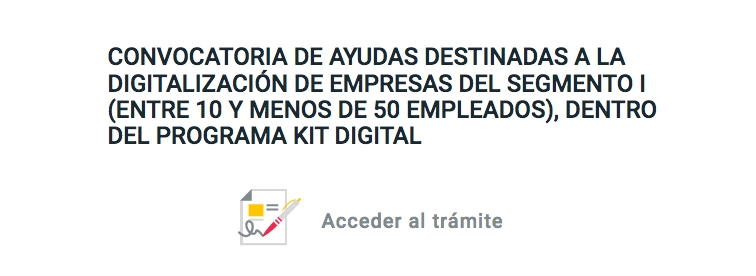 CONVOCATORIA DE AYUDAS DESTINADAS A LA
DIGITALIZACIÓN DE EMPRESAS DEL SEGMENTO I
(ENTRE 10 Y MENOS DE 50 EMPLEADOS), DENTRO
DEL PROGRAMA KIT DIGITAL
Acceder al trámite